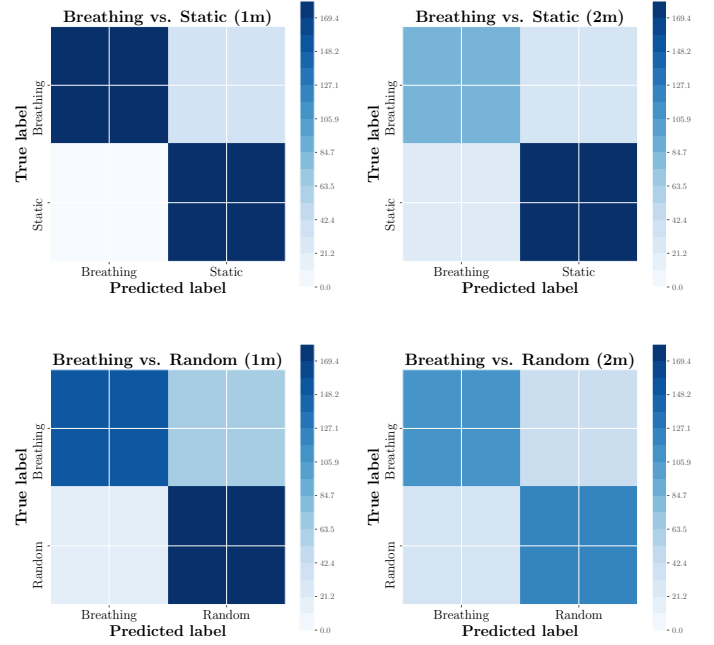 Breathing vs. Static (1m)
True label
Breathing
Static
Breathing Static
Predicted label
169.4
148.2
127.1
105.9
84.7
63.5
42.4
21.2
0.0
Breathing vs. Static (2m)
True label
Breathing
Static
Breathing Static
Predicted label
169.4
148.2
127.1
105.9
84.7
63.5
42.4
21.2
0.0
Breathing vs. Random (1m)
True label
Breathing
Random
Breathing Random
Predicted label
169.4
148.2
127.1
105.9
84.7
63.5
42.4
21.2
0.0
Breathing vs. Random (2m)
True label
Breathing
Random
Breathing Random
Predicted label
169.4
148.2
127.1
105.9
84.7
63.5
42.4
21.2
0.0